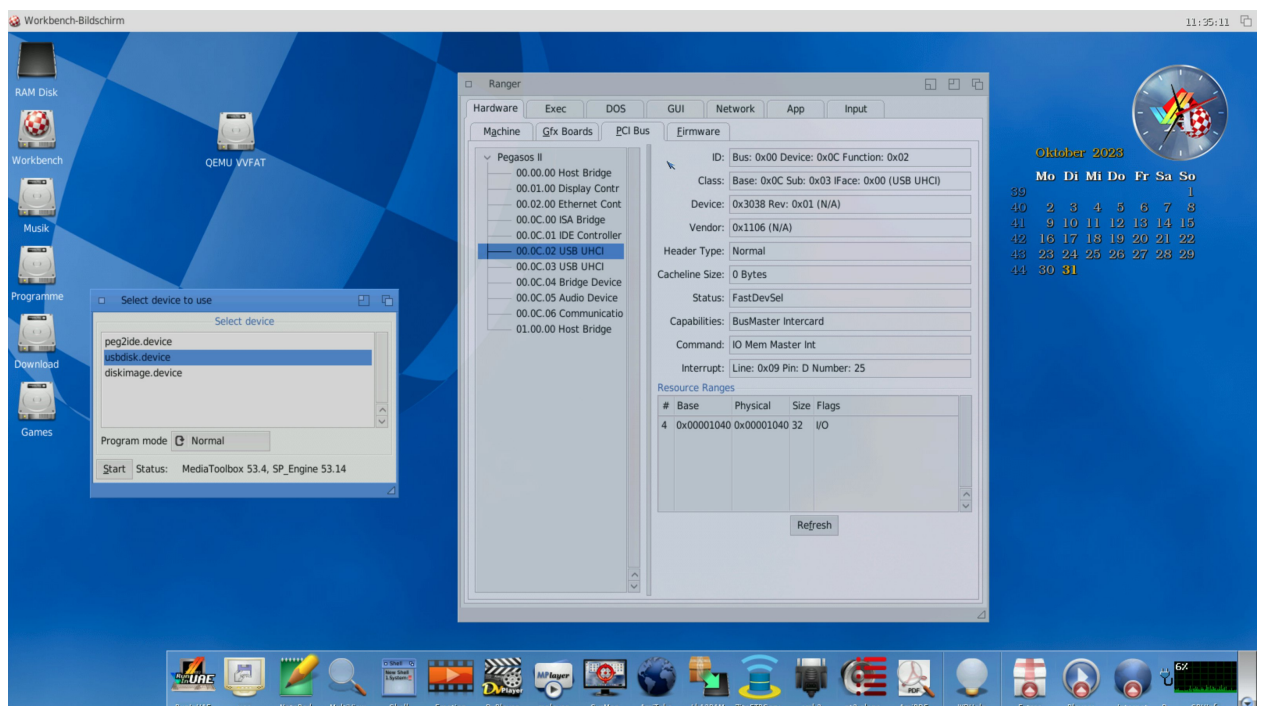 Workbench-Bildschirm
11:35:11
RAM Disk
Workbench
Musik
Programme
Download
Games
QEMU VVFAT
Select device to use
Select device
peg2ide.device
usbdisk.device
diskimage.device
Program mode Normal
Start Status: MediaToolbox 53.4, SP_Engine 53.14
Ranger
Hardware Exec DOS GUI Network App Input
Machine Gfx Boards PCI Bus Firmware
Pegasos II
00.00.00 Host Bridge
00.01.00 Display Contr
00.02.00 Ethernet Cont
00.0C.00 ISA Bridge
00.0C.01 IDE Controller
00.0C.02 USB UHCI
00.0C.03 USB UHCI
00.0C.04 Bridge Device
00.0C.05 Audio Device
00.0C.06 Communicatio
01.00.00 Host Bridge
ID: Bus: 0x00 Device: 0x0C Function: 0x02
Class: Base: 0x0C Sub: 0x03 IFace: 0x00 (USB UHCI)
Device: 0x3038 Rev: 0x01 (N/A)
Vendor: 0x1106 (N/A)
Header Type: Normal
Cacheline Size: 0 Bytes
Status: FastDevSel
Capabilities: BusMaster Intercard
Command: IO Mem Master Int
Interrupt: Line: 0x09 Pin: D Number: 25
Resource Ranges
# Base Physical Size Flags
4 0x00001040 0x00001040 32 I/O
Refresh
Oktober 2023
Mo Di Mi Do Fr Sa So
39 1
40 2 3 4 5 6 7 8
41 9 10 11 12 13 14 15
42 16 17 18 19 20 21 22
43 23 24 25 26 27 28 29
44 30 31
Run In UAE
Shell
New Shell
1.System:
DvPlayer
MPlayer
PDF
6%